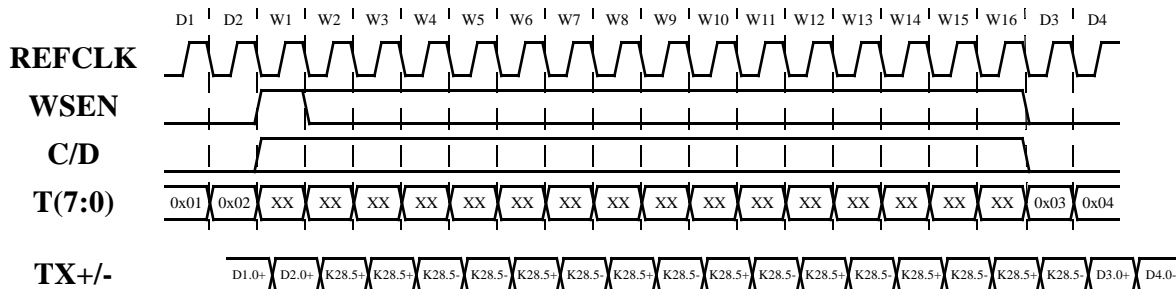 D1 D2 W1 W2 W3 W4 W5 W6 W7 W8 W9 W10 W11 W12 W13 W14 W15 W16 D3 D4
REFCLK
WSEN
C/D
T(7:0) 0x01 0x02 XX XX XX XX XX XX XX XX XX XX XX XX XX XX XX XX 0x03 0x04
TX+/- D1.0+ D2.0+ K28.5+ K28.5+ K28.5- K28.5- K28.5+ K28.5- K28.5+ K28.5- K28.5+ K28.5- K28.5+ K28.5- K28.5+ K28.5- K28.5+ K28.5- D3.0+ D4.0-